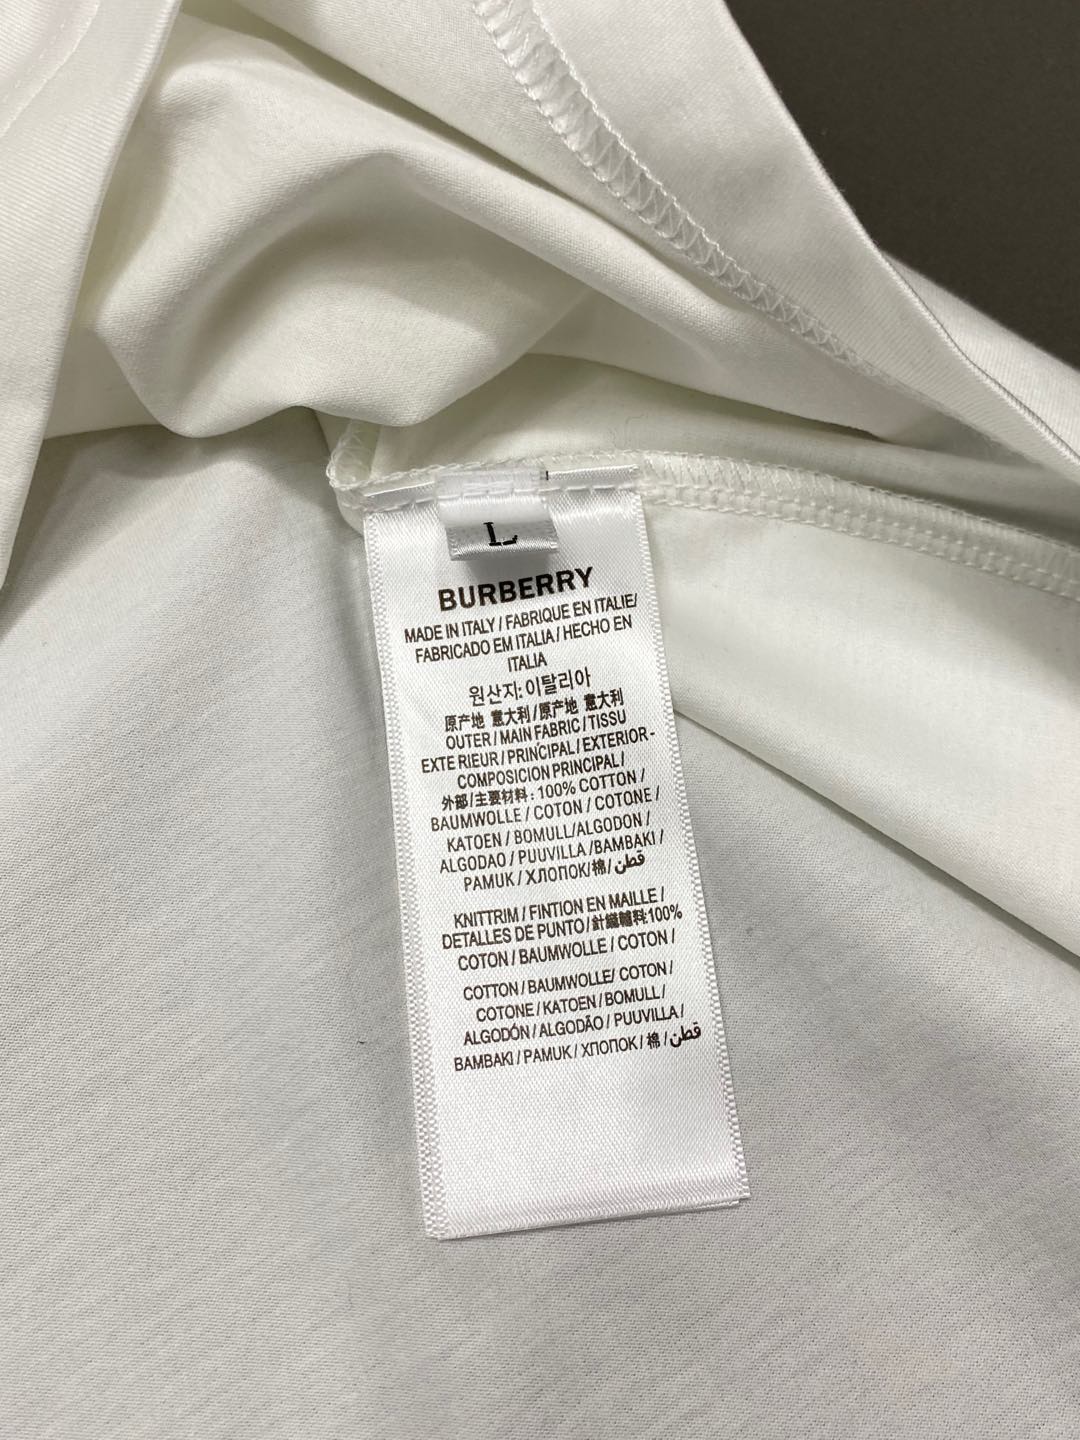 L
BURBERRY
MADE IN ITALY / FABRIQUE EN ITALIE/
FABRICADO EM ITALIA / HECHO EN
ITALIA
원산지: 이탈리아
原产地 意大利/原产地 意大利
OUTER / MAIN FABRIC / TISSU
EXTE RIEUR / PRINCIPAL / EXTERIOR -
COMPOSICION PRINCIPAL /
外部/主要材料: 100% COTTON /
BAUMWOLLE / COTON / COTONE /
KATOEN / BOMULL/ALGODON /
ALGODAO / PUUVILLA /BAMBAKI /
PAMUK / ХЛОПОК/棉/ قطن
KNITTRIM / FINTION EN MAILLE /
DETALLES DE PUNTO /針織輔料:100%
COTON / BAUMWOLLE / COTON /
COTTON / BAUMWOLLE/ COTON /
COTONE / KATOEN / BOMULL /
ALGODÓN / ALGODÃO / PUUVILLA /
BAMBAKI / PAMUK / ХПОПОК / 棉 / قطن